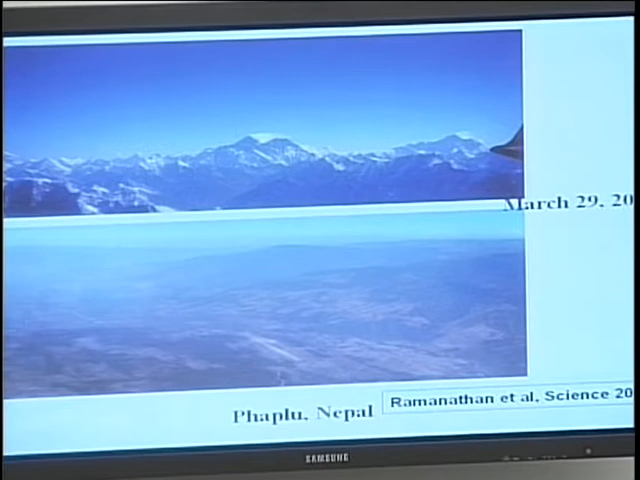 March 29, 20
Phaplu, Nepal
Ramanathan et al, Science 20
SAMSUNG